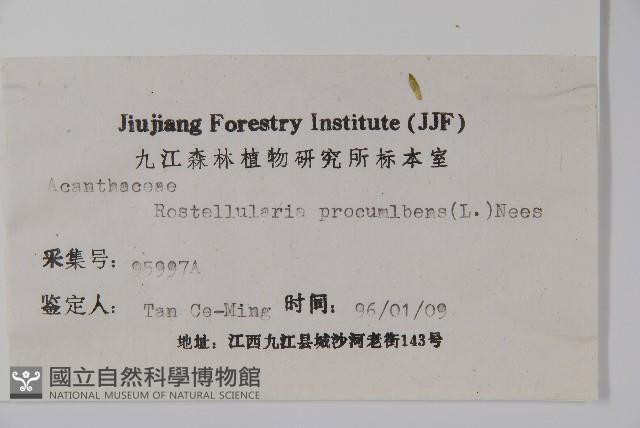 Jiujiang Forestry Institute (JJF)
九江森林植物研究所标本室
Acanthaceae
Rostellularia procumlbens(L.)Nees
采集号: 95997A
鉴定人: Tan Ce-Ming 时间: 96/01/09
地址: 江西九江县城沙河老街143号
國立自然科學博物館
NATIONAL MUSEUM OF NATURAL SCIENCE